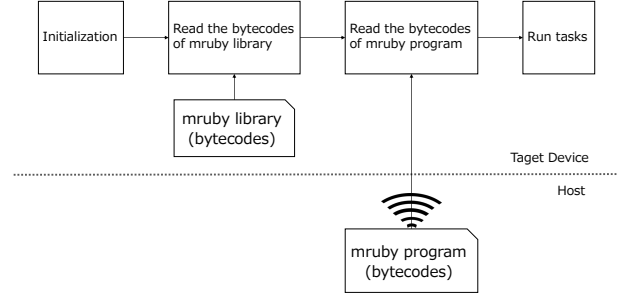 Initialization
Read the bytecodes
of mruby library
Read the bytecodes
of mruby program
Run tasks
mruby library
(bytecodes)
Taget Device
Host
mruby program
(bytecodes)